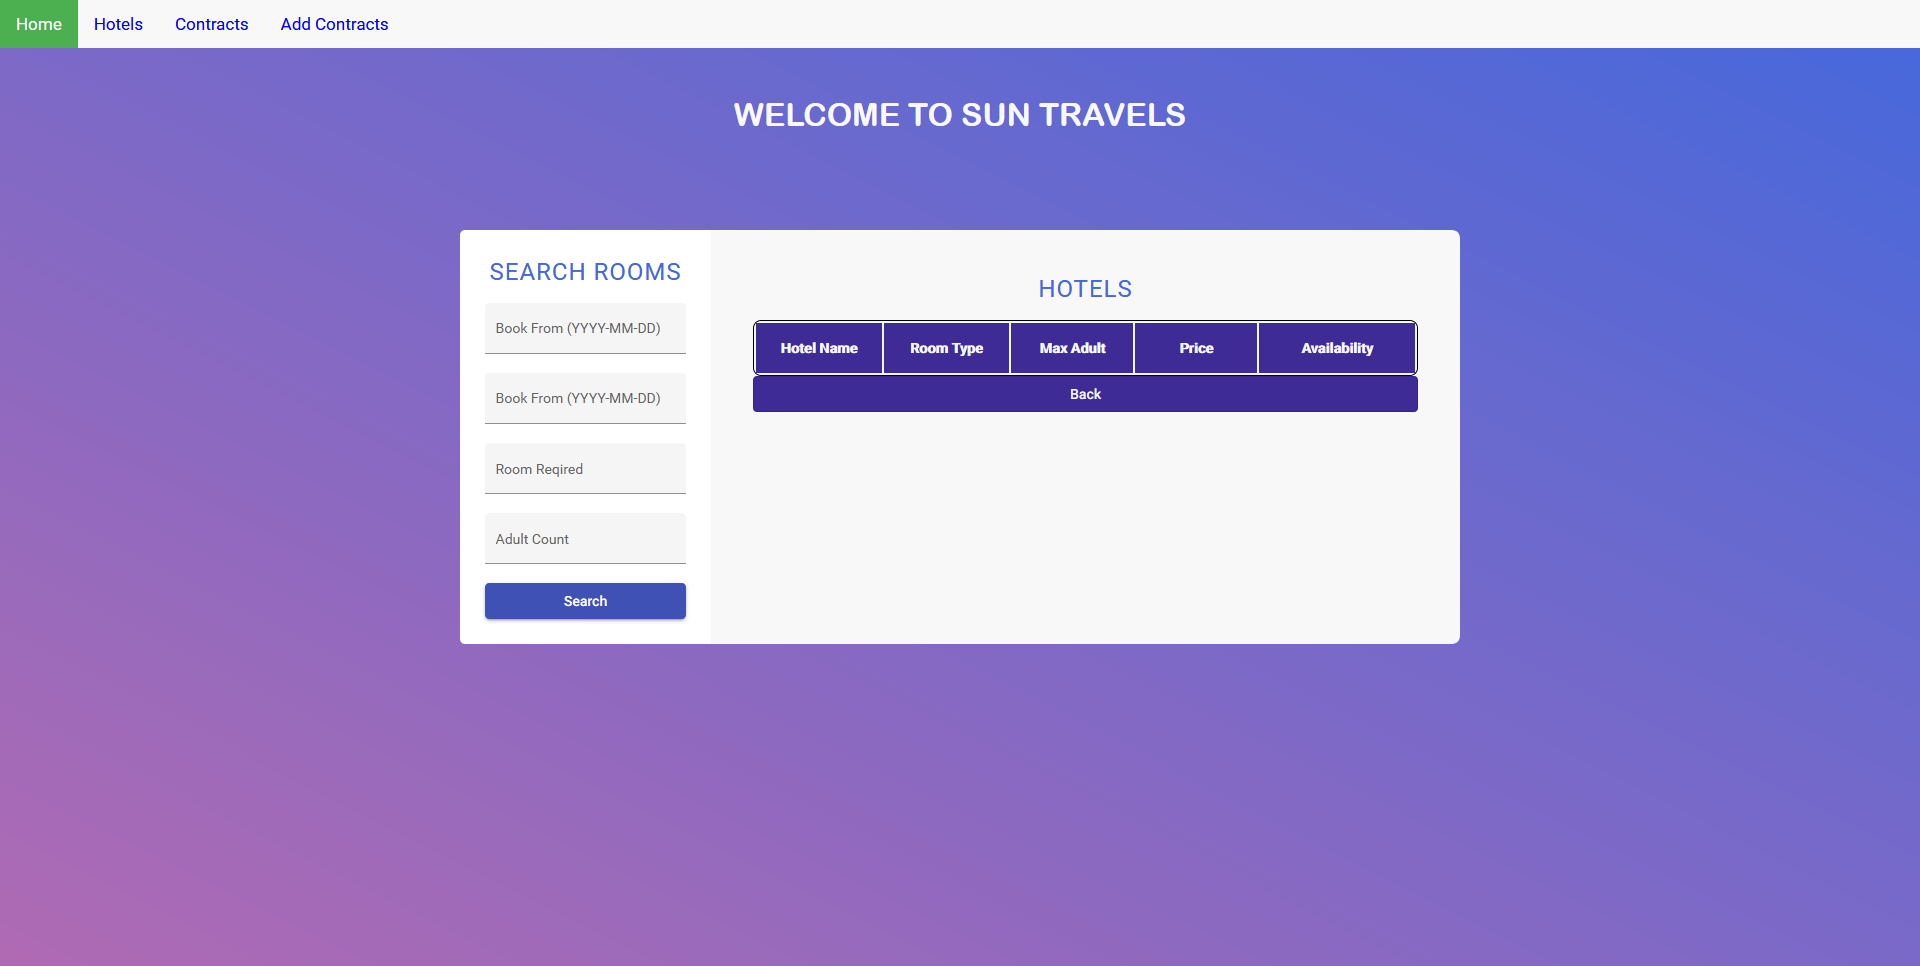 Home Hotels Contracts Add Contracts
WELCOME TO SUN TRAVELS
SEARCH ROOMS
Book From (YYYY-MM-DD)
Book From (YYYY-MM-DD)
Room Reqired
Adult Count
Search
HOTELS
Hotel Name Room Type Max Adult Price Availability
Back